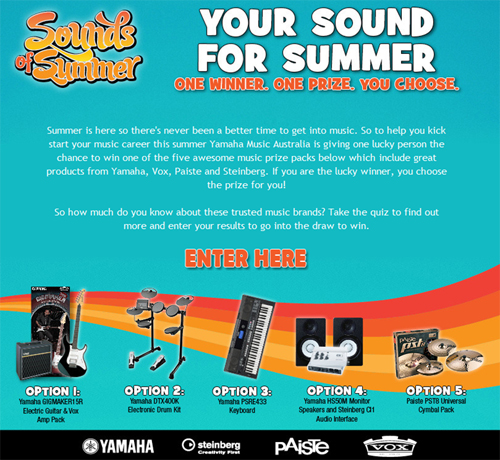 Sounds
of Summer
YOUR SOUND
FOR SUMMER
ONE WINNER. ONE PRIZE. YOU CHOOSE.
Summer is here so there's never been a better time to get into music. So to help you kick
start your music career this summer Yamaha Music Australia is giving one lucky person the
chance to win one of the five awesome music prize packs below which include great
products from Yamaha, Vox, Paiste and Steinberg. If you are the lucky winner, you choose
the prize for you!
So how much do you know about these trusted music brands? Take the quiz to find out
more and enter your results to go into the draw to win.
ENTER HERE
GIGMAKER
PAiSTe
PST5
OPTION 1:
Yamaha GIGMAKER15R
Electric Guitar & Vox
Amp Pack
OPTION 2:
Yamaha DTX400K
Electronic Drum Kit
OPTION 3:
Yamaha PSRE433
Keyboard
OPTION 4:
Yamaha HS50M Monitor
Speakers and Steinberg CI1
Audio Interface
OPTION 5:
Paiste PST8 Universal
Cymbal Pack
YAMAHA
steinberg
Creativity First
PAiSTe
VOX